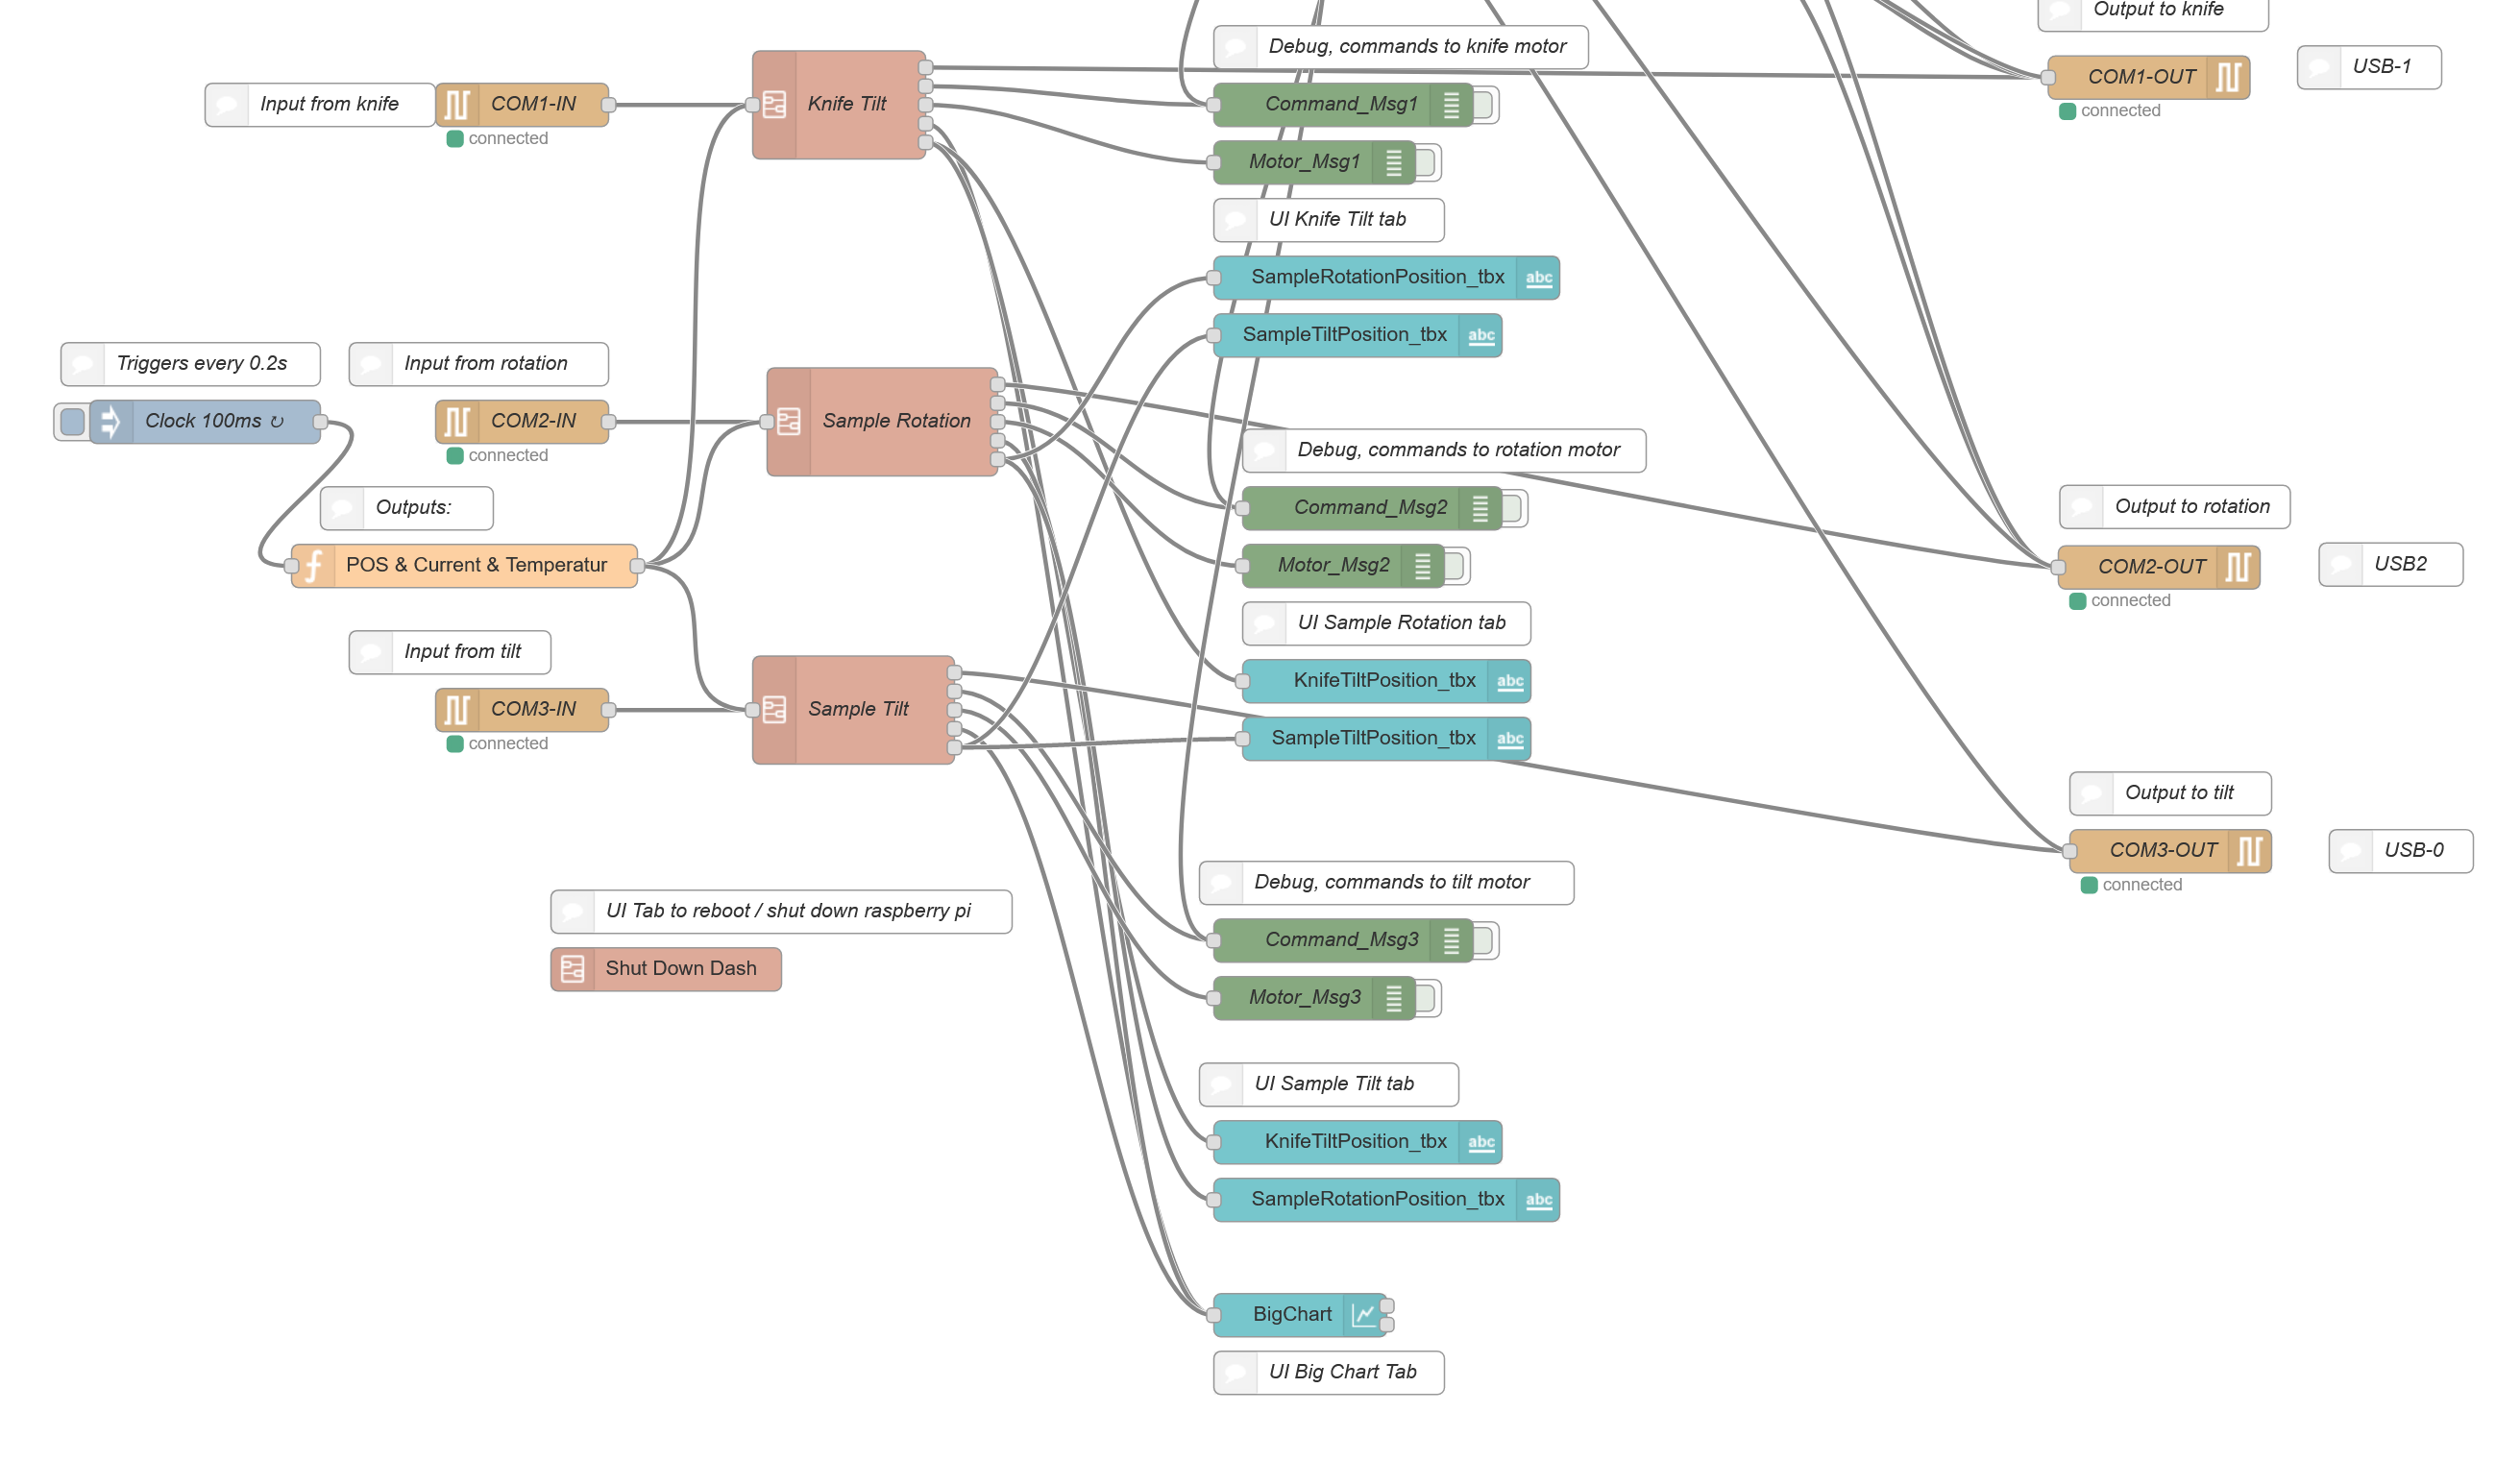 Output to knife
Debug, commands to knife motor
COM1-OUT
USB-1
connected
Input from knife
COM1-IN
connected
Knife Tilt
Command_Msg1
Motor_Msg1
UI Knife Tilt tab
SampleRotationPosition_tbx
abc
SampleTiltPosition_tbx
abc
Triggers every 0.2s
Input from rotation
Clock 100ms ↻
COM2-IN
connected
Sample Rotation
Debug, commands to rotation motor
Outputs:
Command_Msg2
Output to rotation
POS & Current & Temperatur
Motor_Msg2
COM2-OUT
USB2
connected
UI Sample Rotation tab
Input from tilt
KnifeTiltPosition_tbx
abc
COM3-IN
connected
Sample Tilt
SampleTiltPosition_tbx
abc
Output to tilt
COM3-OUT
USB-0
connected
Debug, commands to tilt motor
UI Tab to reboot / shut down raspberry pi
Command_Msg3
Shut Down Dash
Motor_Msg3
UI Sample Tilt tab
KnifeTiltPosition_tbx
abc
SampleRotationPosition_tbx
abc
BigChart
UI Big Chart Tab